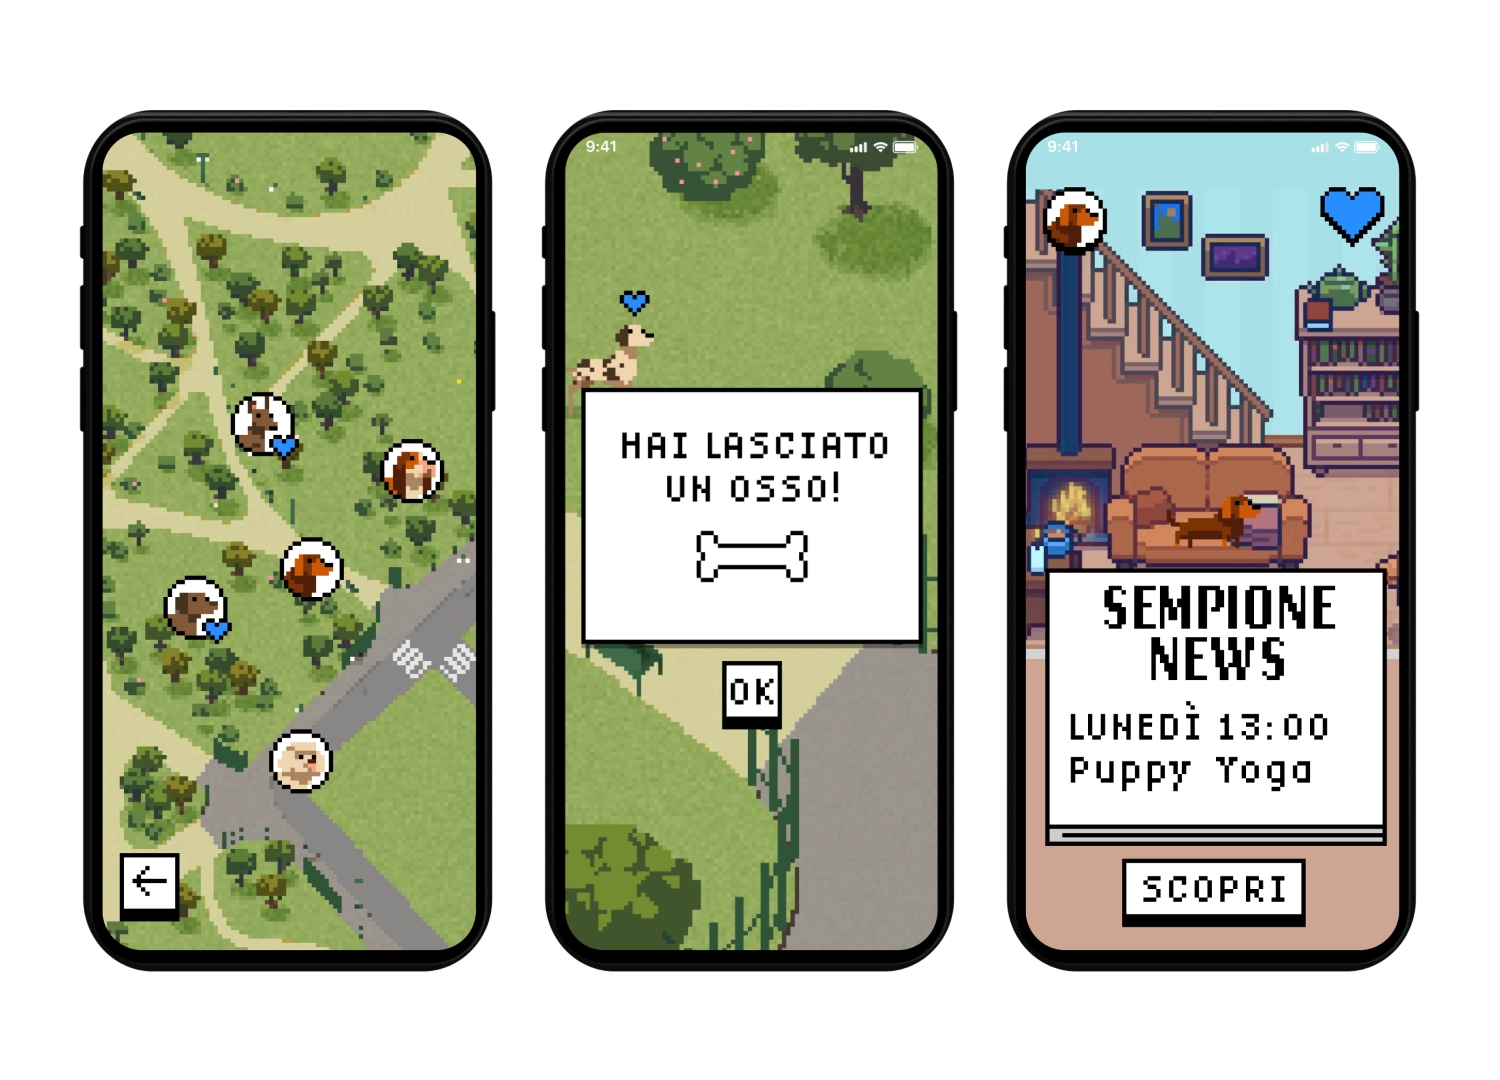 9:41
HAI LASCIATO
UN OSSO!
OK
9:41
SEMPIONE
NEWS
LUNEDÌ 13:00
Puppy Yoga
SCOPRI